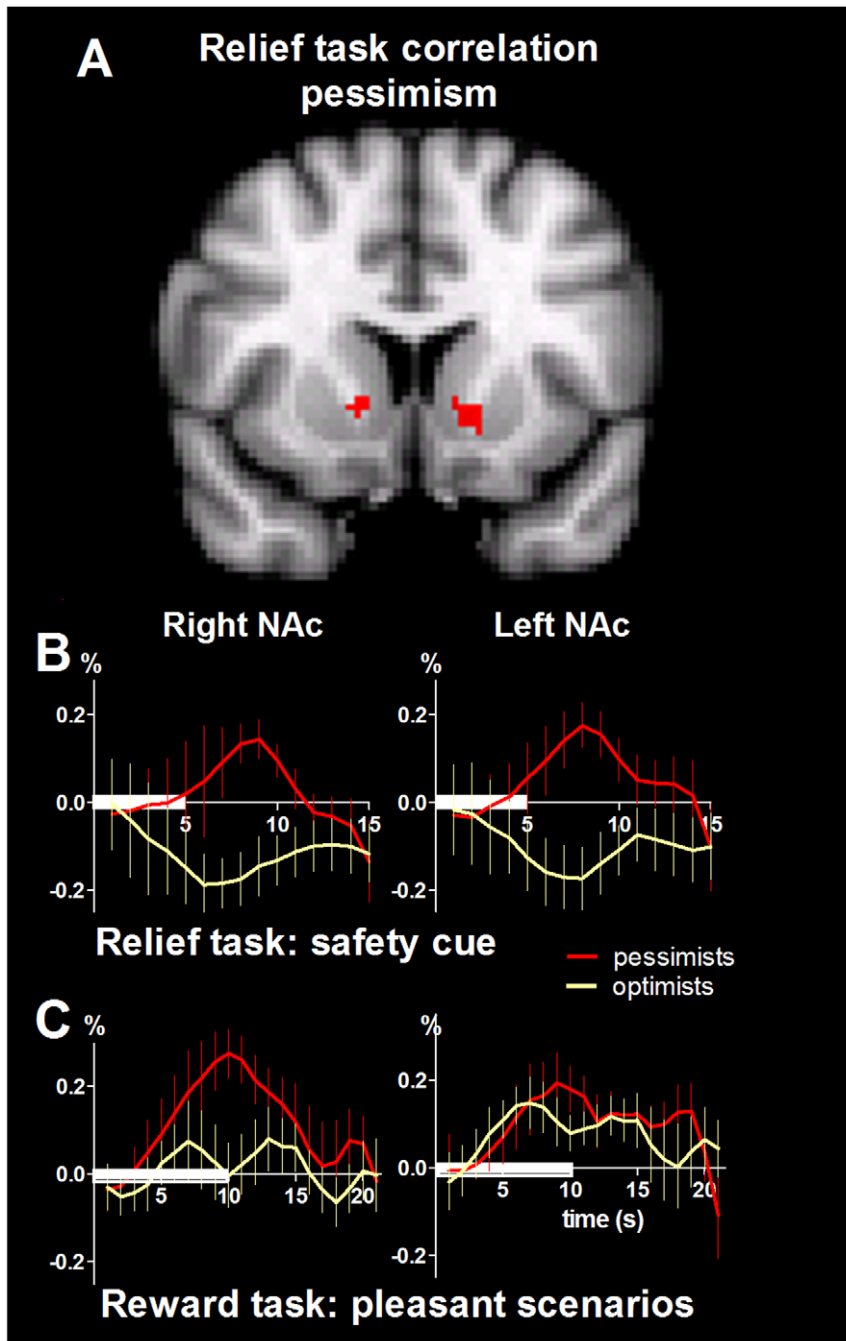 A
Relief task correlation
pessimism
Right NAc
Left NAc
B
%
0.2
0.0
-0.2
5
10
15
%
0.2
0.0
-0.2
5
10
15
Relief task: safety cue
pessimists
optimists
C
%
0.2
0.0
-0.2
5
10
15
20
%
0.2
0.0
-0.2
5
10
15
20
time (s)
Reward task: pleasant scenarios